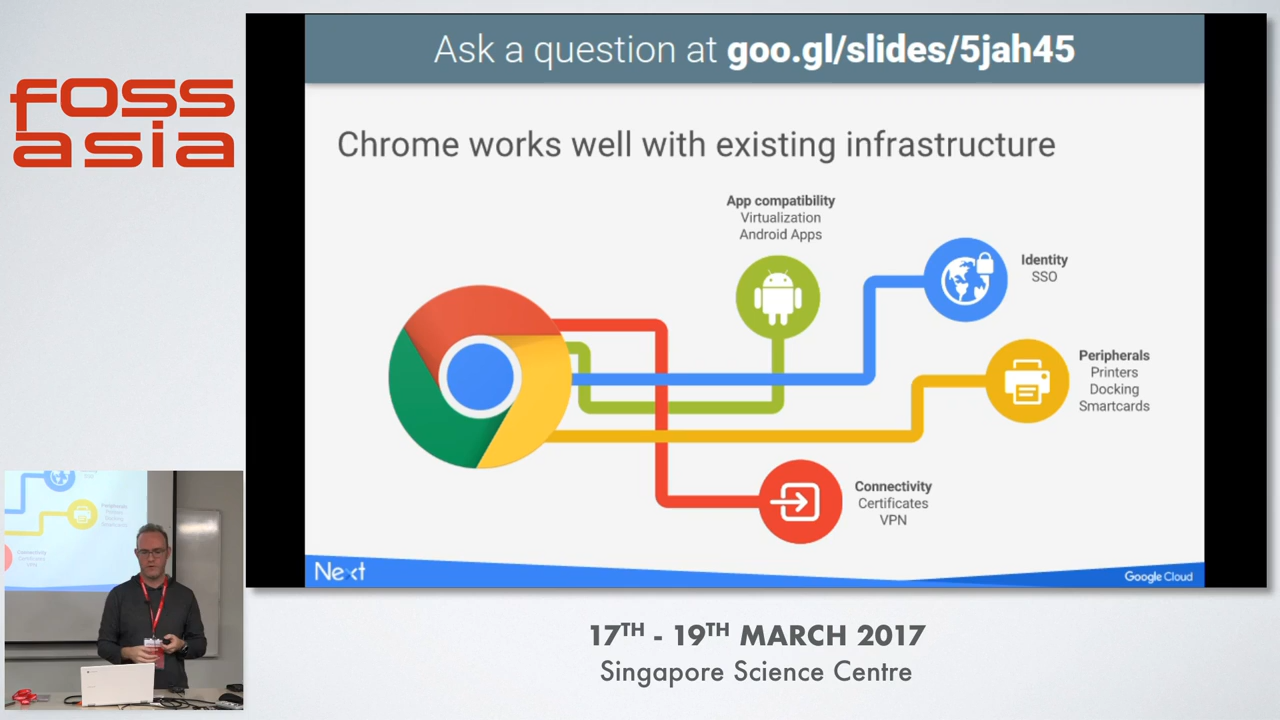 foss
asia
Ask a question at goo.gl/slides/5jah45
Chrome works well with existing infrastructure
App compatibility
Virtualization
Android Apps
Identity
SSO
Peripherals
Printers
Docking
Smartcards
Connectivity
Certificates
VPN
Next
Google Cloud
17TH - 19TH MARCH 2017
Singapore Science Centre
Peripherals
Connectivity